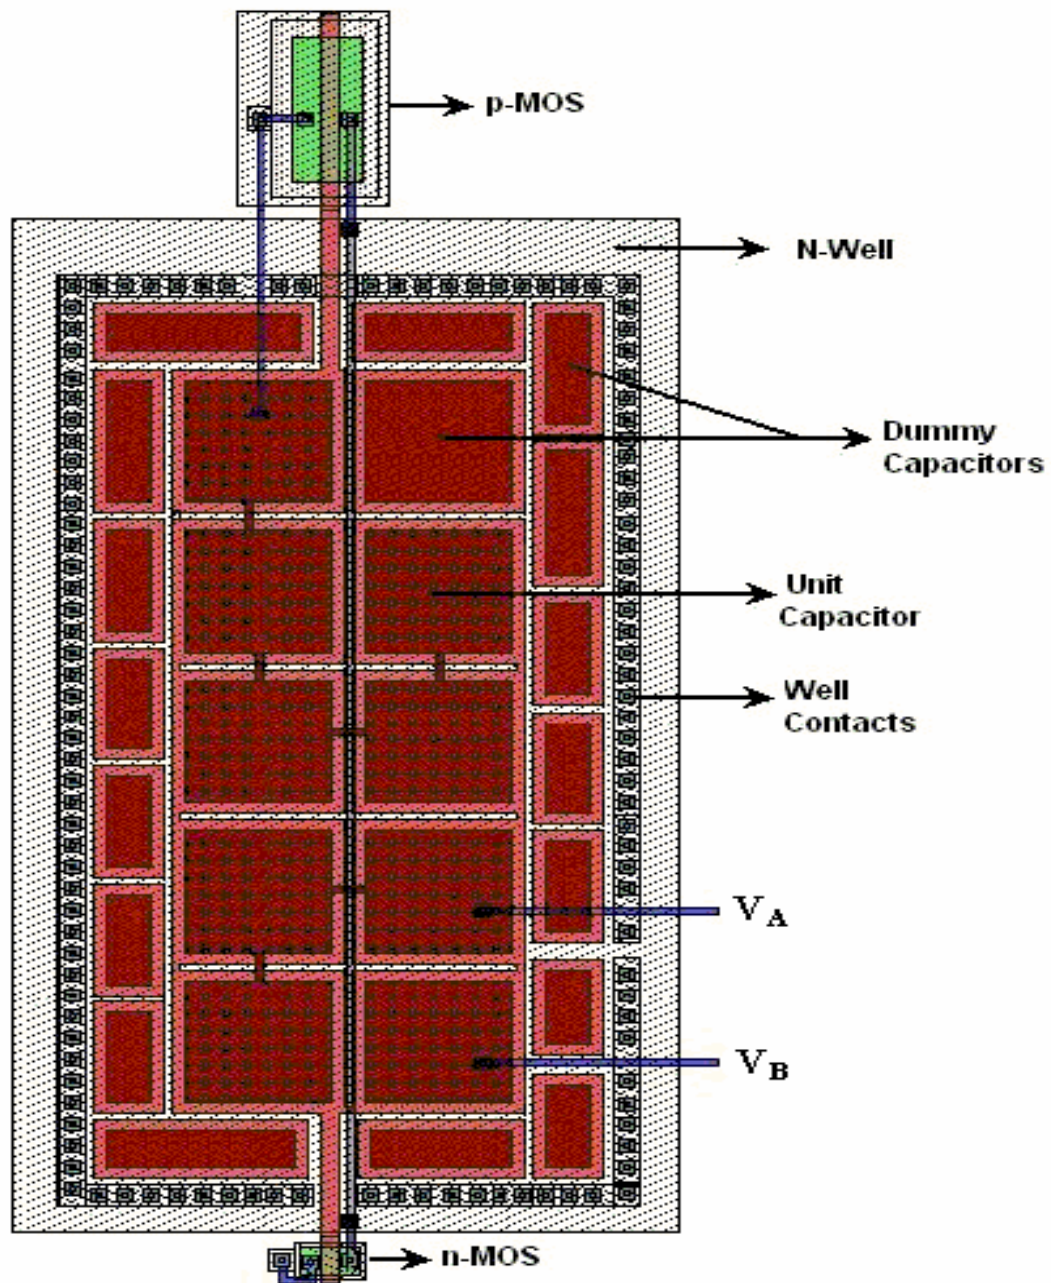 p-MOS
N-Well
Dummy
Capacitors
Unit
Capacitor
Well
Contacts
VA
VB
n-MOS